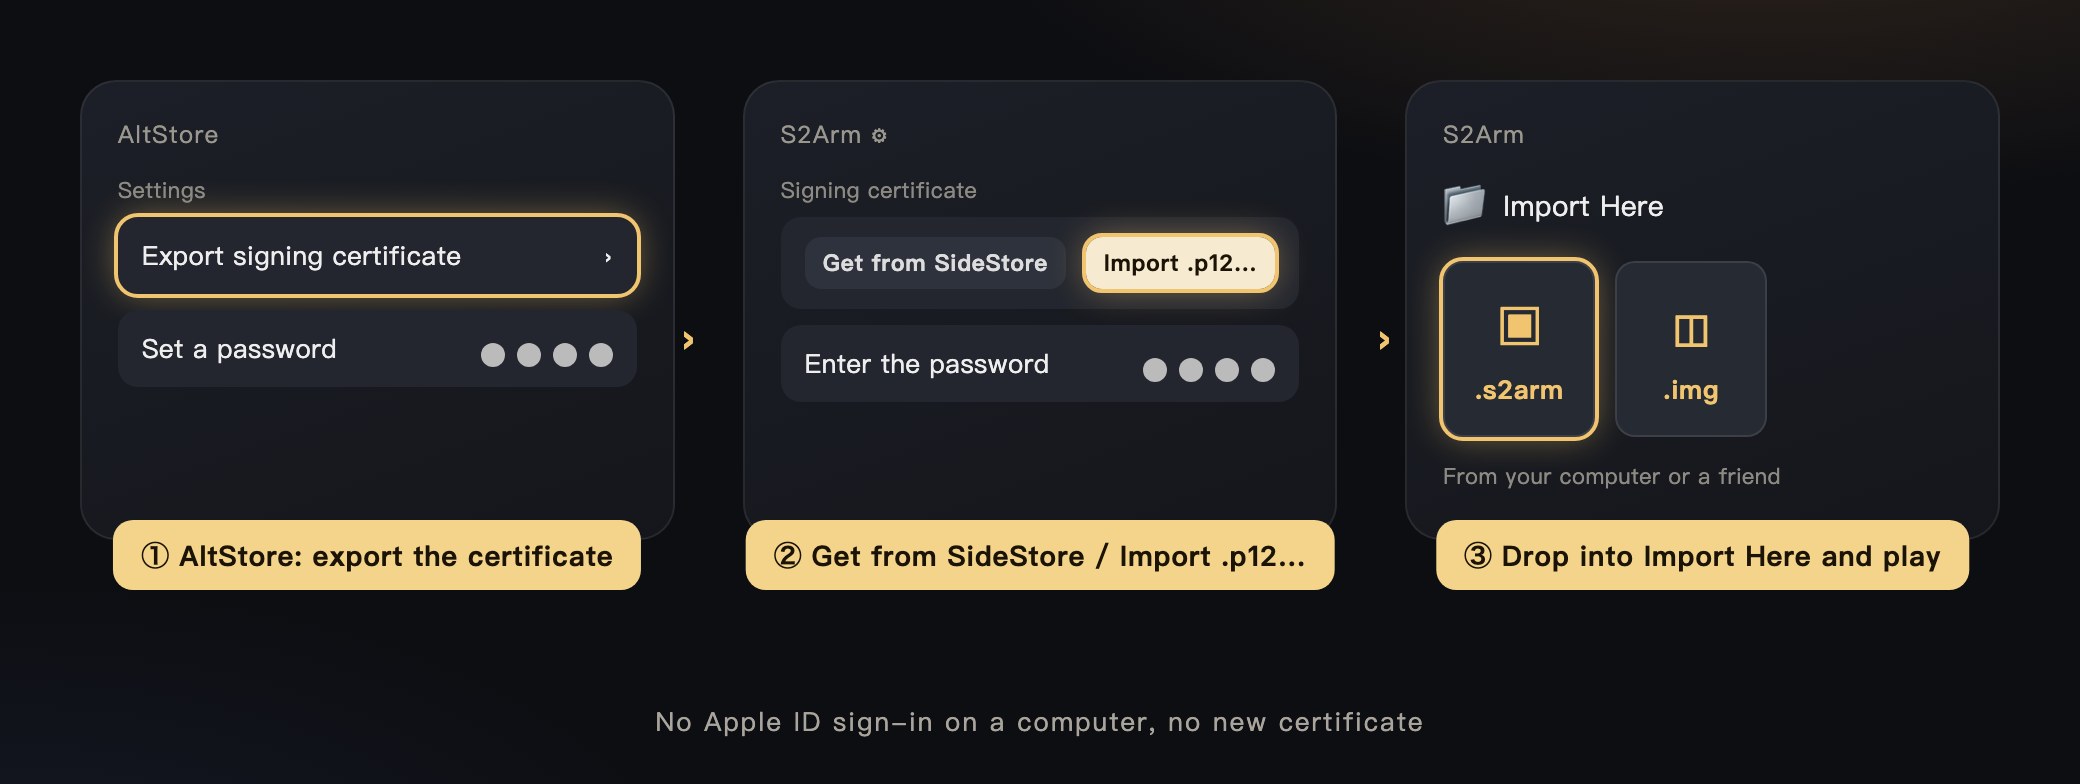 AltStore
Settings
Export signing certificate ›
Set a password
① AltStore: export the certificate
›
S2Arm ⚙
Signing certificate
Get from SideStore
Import .p12…
Enter the password
② Get from SideStore / Import .p12…
›
S2Arm
Import Here
.s2arm
.img
From your computer or a friend
③ Drop into Import Here and play
No Apple ID sign-in on a computer, no new certificate